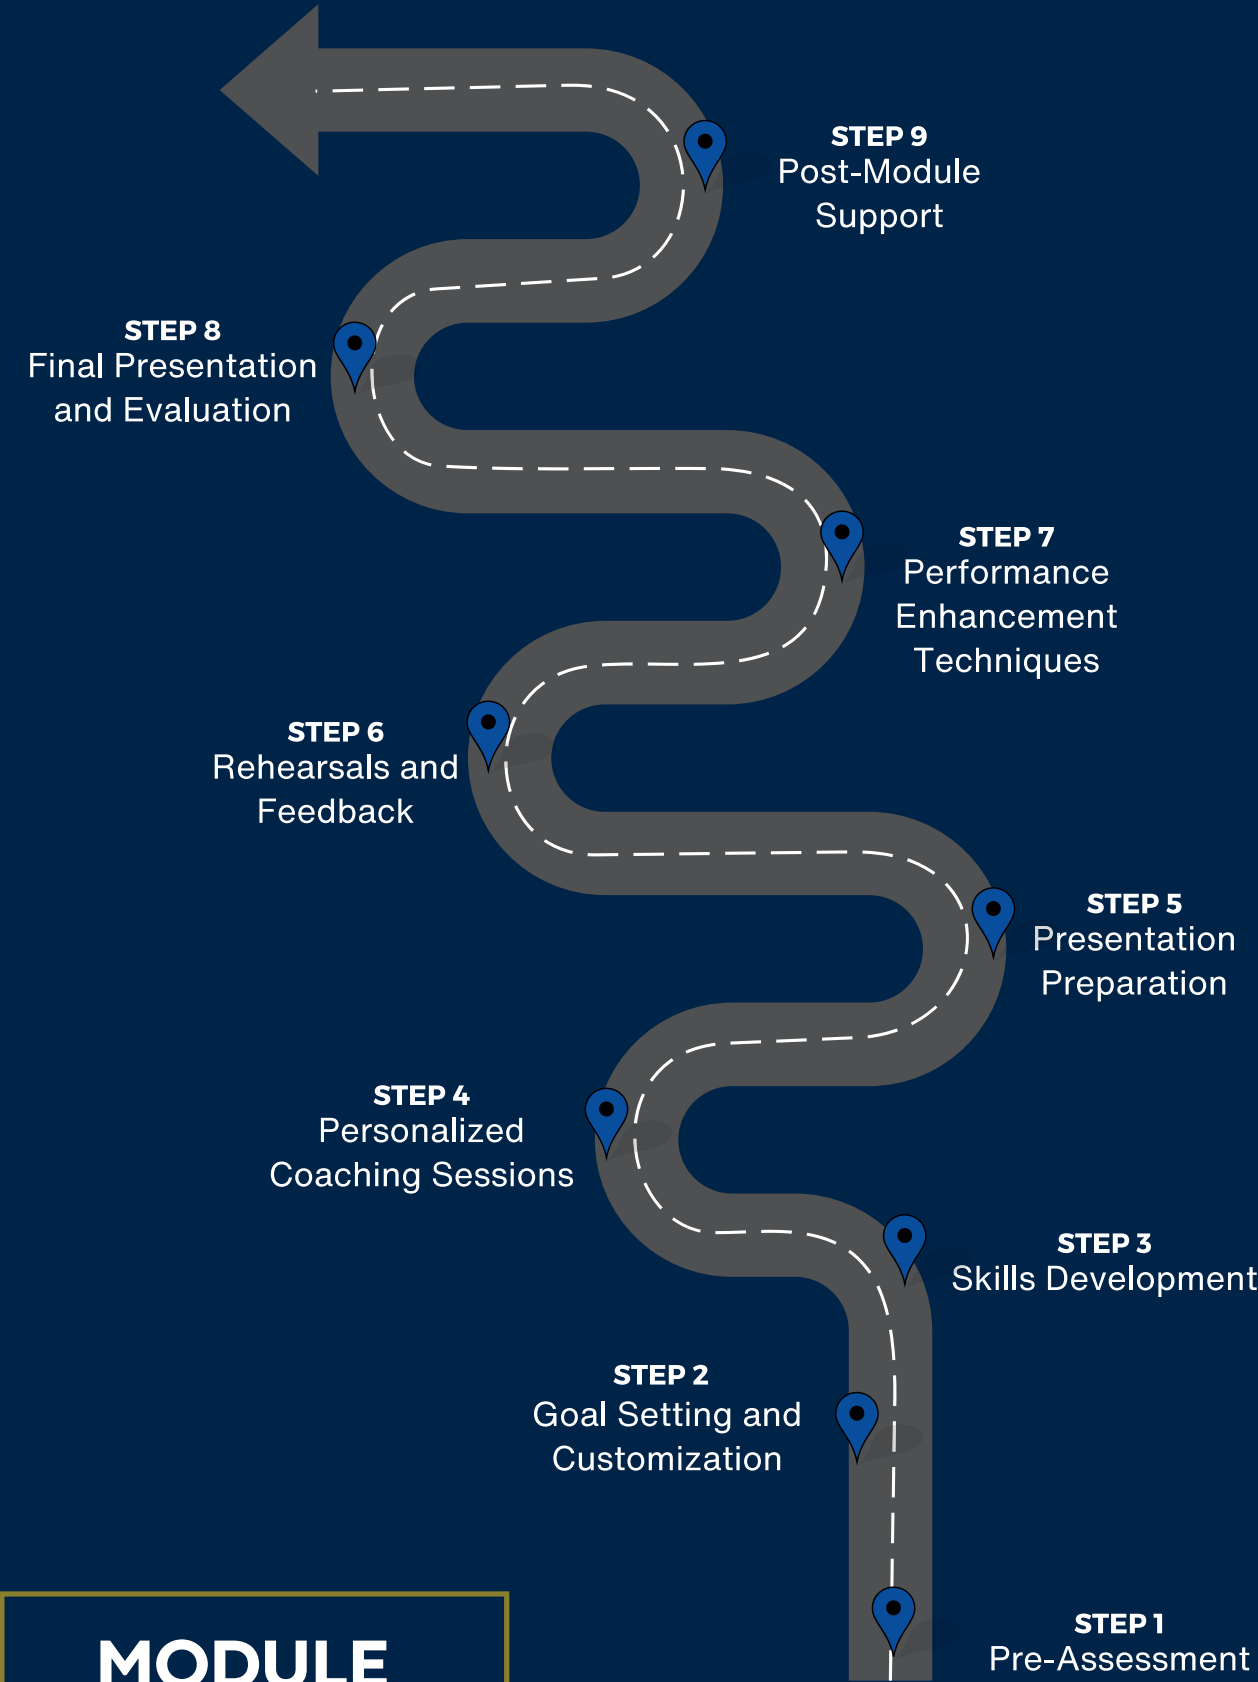 STEP 9
Post-Module
Support
STEP 8
Final Presentation
and Evaluation
STEP 7
Performance
Enhancement
Techniques
STEP 6
Rehearsals and
Feedback
STEP 5
Presentation
Preparation
STEP 4
Personalized
Coaching Sessions
STEP 3
Skills Development
STEP 2
Goal Setting and
Customization
STEP 1
Pre-Assessment
MODULE